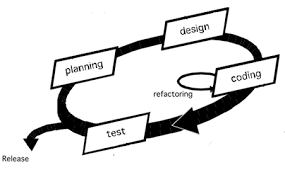 design
planning
coding
refactoring
test
Release